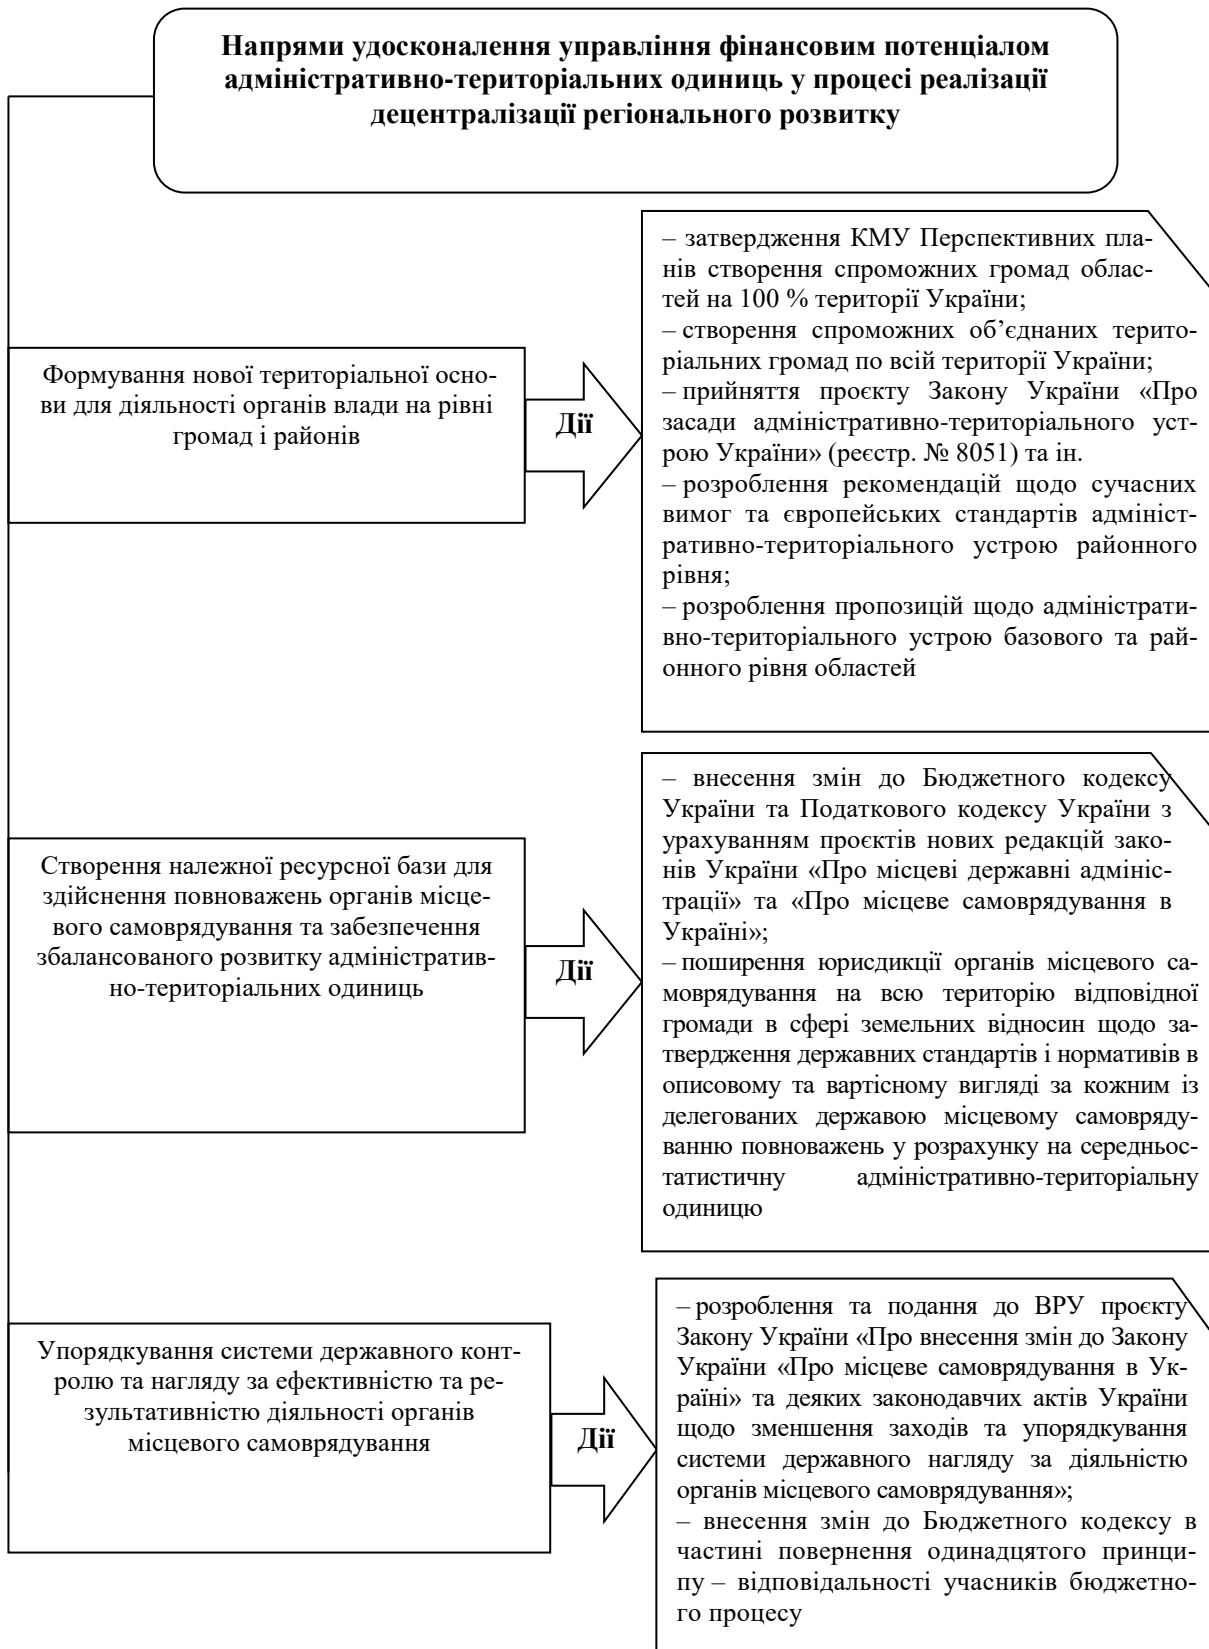 Напрями удосконалення управління фінансовим потенціалом
адміністративно-територіальних одиниць у процесі реалізації
децентралізації регіонального розвитку
Формування нової територіальної осно-
ви для діяльності органів влади на рівні
громад і районів
Дії
– затвердження КМУ Перспективних пла-
нів створення спроможних громад облас-
тей на 100 % території України;
– створення спроможних об’єднаних терито-
ріальних громад по всій території України;
– прийняття проєкту Закону України «Про
засади адміністративно-територіального уст-
рою України» (реєстр. № 8051) та ін.
– розроблення рекомендацій щодо сучасних
вимог та європейських стандартів адмініст-
ративно-територіального устрою районного
рівня;
– розроблення пропозицій щодо адміністрати-
вно-територіального устрою базового та рай-
онного рівня областей
Створення належної ресурсної бази для
здійснення повноважень органів місце-
вого самоврядування та забезпечення
збалансованого розвитку адміністратив-
но-територіальних одиниць
Дії
– внесення змін до Бюджетного кодексу
України та Податкового кодексу України з
урахуванням проєктів нових редакцій зако-
нів України «Про місцеві державні адмініс-
трації» та «Про місцеве самоврядування в
Україні»;
– поширення юрисдикції органів місцевого са-
моврядування на всю територію відповідної
громади в сфері земельних відносин щодо за-
твердження державних стандартів і нормативів в
описовому та вартісному вигляді за кожним із
делегованих державою місцевому самовряду-
ванню повноважень у розрахунку на середньос-
татистичну адміністративно-територіальну
одиницю
Упорядкування системи державного конт-
ролю та нагляду за ефективністю та ре-
зультативністю діяльності органів
місцевого самоврядування
Дії
– розроблення та подання до ВРУ проєкту
Закону України «Про внесення змін до Закону
України «Про місцеве самоврядування в Ук-
раїні» та деяких законодавчих актів України
щодо зменшення заходів та упорядкування
системи державного нагляду за діяльністю
органів місцевого самоврядування»;
– внесення змін до Бюджетного кодексу в
частині повернення одинадцятого принци-
пу – відповідальності учасників бюджетно-
го процесу